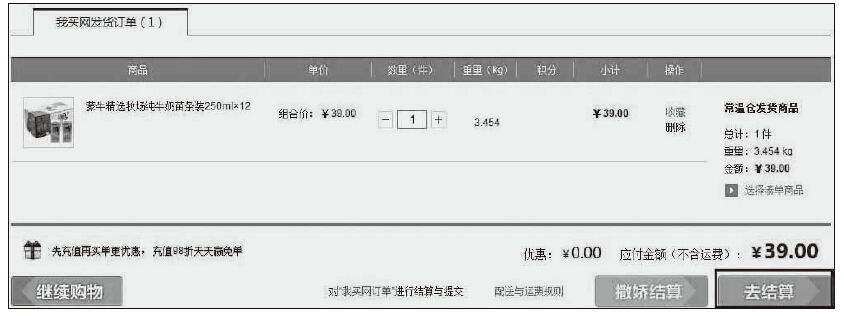 我买网发货订单（1）
商品 单价 数量（件） 重量（kg） 积分 小计 操作
蒙牛精选牧场纯牛奶苗条装250ml×12 组合价：￥39.00 － 1 ＋ 3.454 ￥39.00 收藏 删除
常温仓发货商品
总计：1件
重量：3.454 kg
金额：￥39.00
选择凑单商品
先充值再买单更优惠，充值98折天天赢免单
优惠：￥0.00 应付金额（不含运费）：￥39.00
继续购物 对“我买网订单”进行结算与提交 配送与运费规则 撒娇结算 去结算